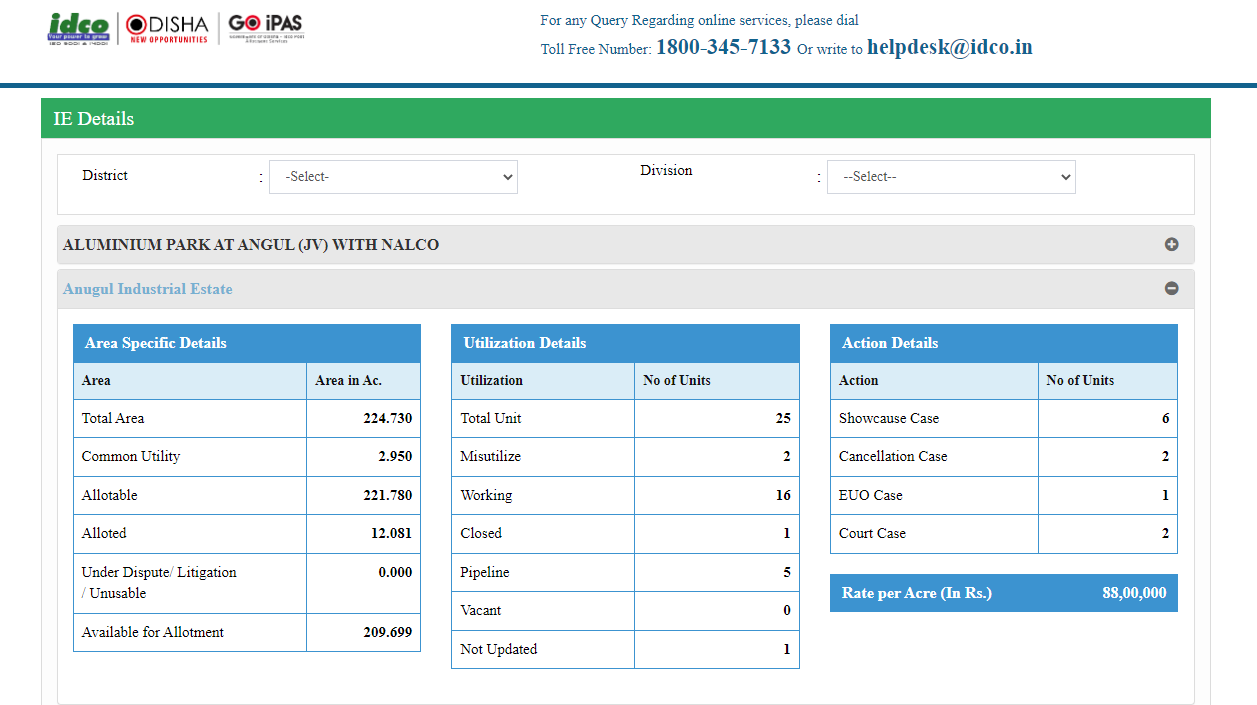 idco
Your partner to grow
ISO 9001 & 14001
ODISHA
NEW OPPORTUNITIES
GO iPAS
For any Query Regarding online services, please dial
Toll Free Number: 1800-345-7133 Or write to helpdesk@idco.in
IE Details
District : -Select-
Division : --Select--
ALUMINIUM PARK AT ANGUL (JV) WITH NALCO
Anugul Industrial Estate
Area Specific Details
Area Area in Ac.
Total Area 224.730
Common Utility 2.950
Allotable 221.780
Alloted 12.081
Under Dispute/ Litigation 0.000
/ Unusable
Available for Allotment 209.699
Utilization Details
Utilization No of Units
Total Unit 25
Misutilize 2
Working 16
Closed 1
Pipeline 5
Vacant 0
Not Updated 1
Action Details
Action No of Units
Showcause Case 6
Cancellation Case 2
EUO Case 1
Court Case 2
Rate per Acre (In Rs.) 88,00,000